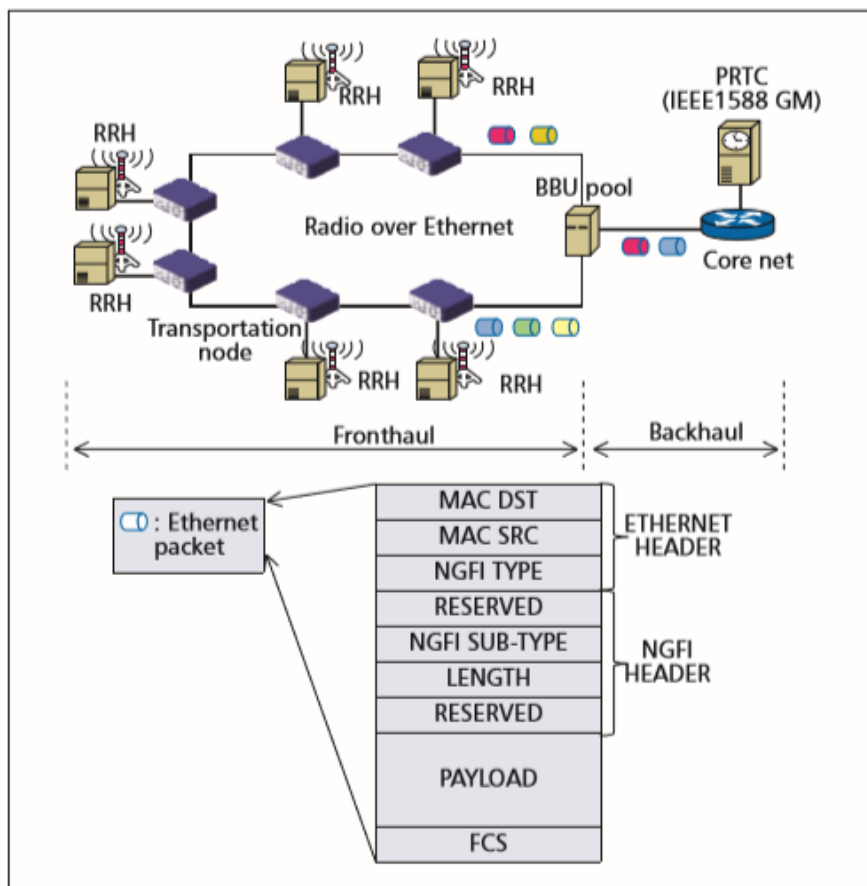 PRTC
(IEEE1588 GM)
RRH
RRH
RRH
BBU pool
Radio over Ethernet
Core net
RRH
Transportation
node
RRH
RRH
Fronthaul
Backhaul
: Ethernet
packet
MAC DST
MAC SRC
NGFI TYPE
ETHERNET
HEADER
RESERVED
NGFI SUB-TYPE
LENGTH
RESERVED
NGFI
HEADER
PAYLOAD
FCS